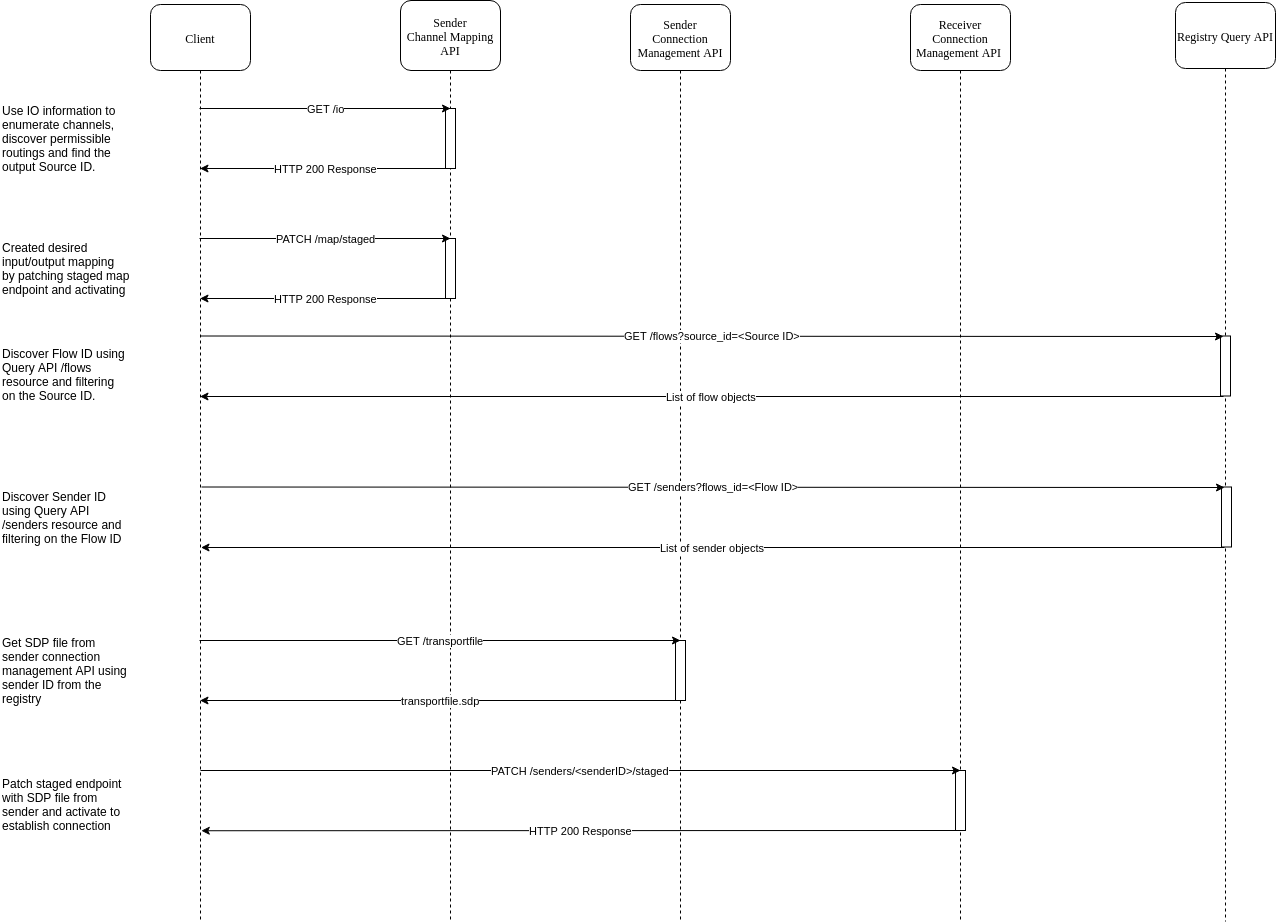 Client
Sender
Channel Mapping
API
Sender
Connection
Management API
Receiver
Connection
Management API
Registry Query API
Use IO information to
enumerate channels,
discover permissible
routings and find the
output Source ID.
GET /io
HTTP 200 Response
Created desired
input/output mapping
by patching staged map
endpoint and activating
PATCH /map/staged
HTTP 200 Response
Discover Flow ID using
Query API /flows
resource and filtering
on the Source ID.
GET /flows?source_id=<Source ID>
List of flow objects
Discover Sender ID
using Query API
/senders resource and
filtering on the Flow ID
GET /senders?flows_id=<Flow ID>
List of sender objects
Get SDP file from
sender connection
management API using
sender ID from the
registry
GET /transportfile
transportfile.sdp
Patch staged endpoint
with SDP file from
sender and activate to
establish connection
PATCH /senders/<senderID>/staged
HTTP 200 Response